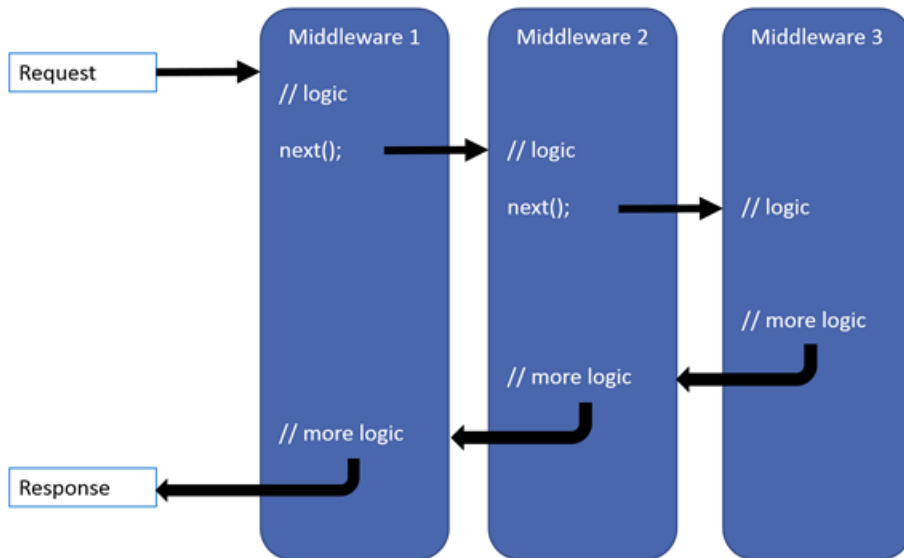 Middleware 1
Middleware 2
Middleware 3
Request
// logic
next();
// logic
next();
// logic
// more logic
// more logic
// more logic
Response